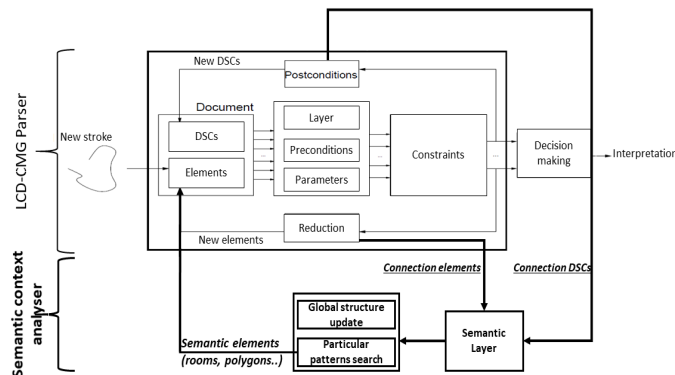 New DSCs
Postconditions
Document
New stroke
DSCs
Elements
...
Layer
Preconditions
Parameters
...
Constraints
...
Decision
making
Interpretation
Reduction
New elements
LCD-CMG Parser
Connection elements
Connection DSCs
Semantic context
analyser
Global structure
update
Particular
patterns search
Semantic
Layer
Semantic elements
(rooms, polygons..)